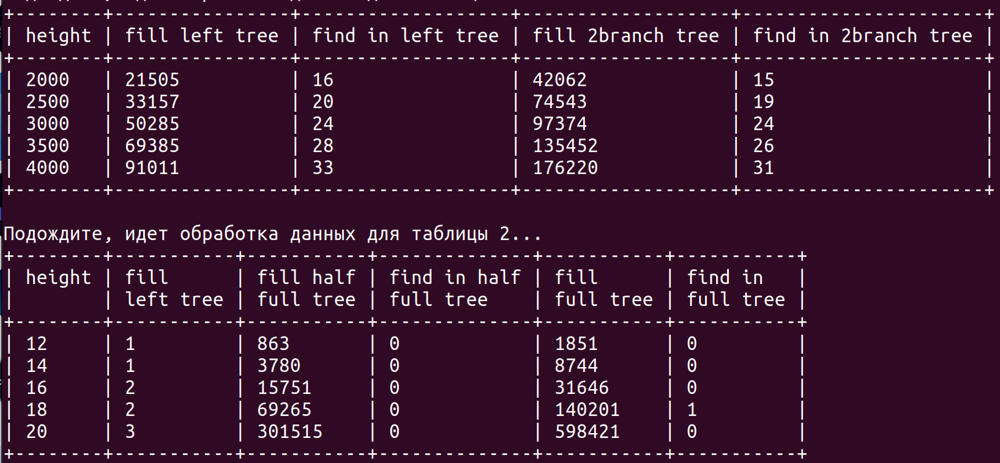 +--------+----------------+-------------------+-------------------+----------------------+
| height | fill left tree | find in left tree | fill 2branch tree | find in 2branch tree |
+--------+----------------+-------------------+-------------------+----------------------+
| 2000   | 21505          | 16                | 42062             | 15                   |
| 2500   | 33157          | 20                | 74543             | 19                   |
| 3000   | 50285          | 24                | 97374             | 24                   |
| 3500   | 69385          | 28                | 135452            | 26                   |
| 4000   | 91011          | 33                | 176220            | 31                   |
+--------+----------------+-------------------+-------------------+----------------------+
Подождите, идет обработка данных для таблицы 2...
+--------+-----------+-----------+--------------+-----------+-----------+
| height | fill      | fill half | find in half | fill      | find in   |
|        | left tree | full tree | full tree    | full tree | full tree |
+--------+-----------+-----------+--------------+-----------+-----------+
| 12     | 1         | 863       | 0            | 1851      | 0         |
| 14     | 1         | 3780      | 0            | 8744      | 0         |
| 16     | 2         | 15751     | 0            | 31646     | 0         |
| 18     | 2         | 69265     | 0            | 140201    | 1         |
| 20     | 3         | 301515    | 0            | 598421    | 0         |
+--------+-----------+-----------+--------------+-----------+-----------+